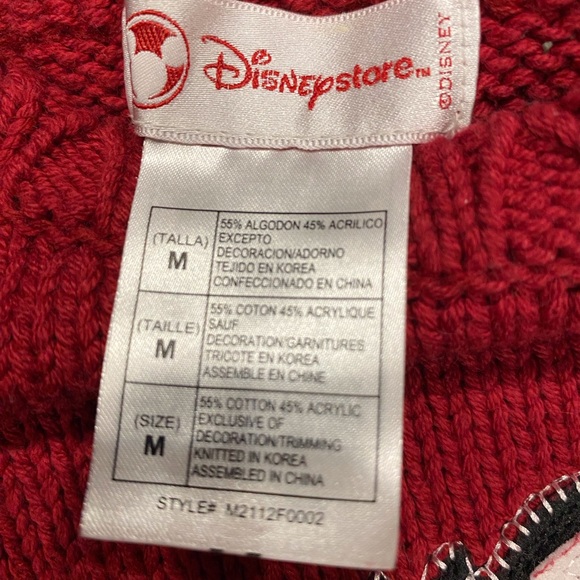 Disneystore™
©DISNEY
(TALLA)
M
55% ALGODON 45% ACRILICO
EXCEPTO
DECORACION/ADORNO
TEJIDO EN KOREA
CONFECCIONADO EN CHINA
(TAILLE)
M
55% COTON 45% ACRYLIQUE
SAUF
DECORATION/GARNITURES
TRICOTE EN KOREA
ASSEMBLE EN CHINE
(SIZE)
M
55% COTTON 45% ACRYLIC
EXCLUSIVE OF
DECORATION/TRIMMING
KNITTED IN KOREA
ASSEMBLED IN CHINA
STYLE# M2112F0002